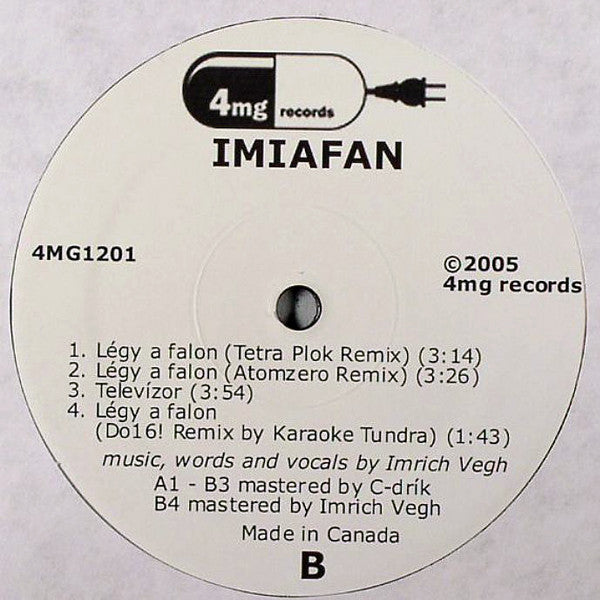 4mg records
IMIAFAN
4MG1201
©2005
4mg records
1. Légy a falon (Tetra Plok Remix) (3:14)
2. Légy a falon (Atomzero Remix) (3:26)
3. Televízor (3:54)
4. Légy a falon
(Do16! Remix by Karaoke Tundra) (1:43)
music, words and vocals by Imrich Vegh
A1 - B3 mastered by C-drík
B4 mastered by Imrich Vegh
Made in Canada
B